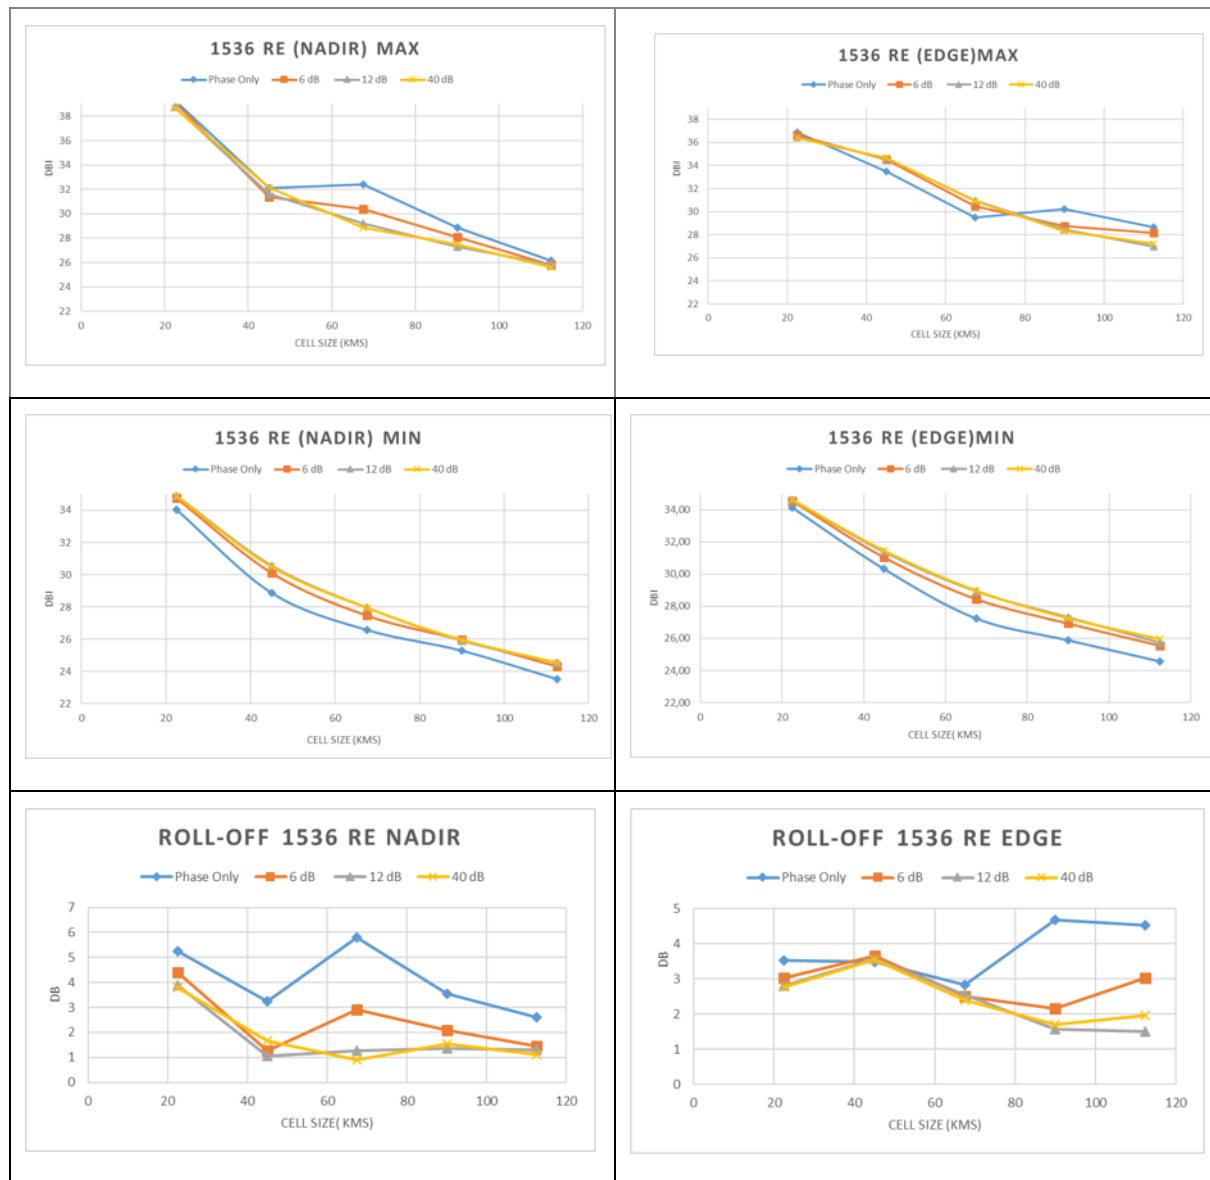 1536 RE (NADIR) MAX
Phase Only 6 dB 12 dB 40 dB
38
36
34
32
30
28
26
24
22
DBI
0 20 40 60 80 100 120
CELL SIZE (KMS)
1536 RE (EDGE)MAX
Phase Only 6 dB 12 dB 40 dB
38
36
34
32
30
28
26
24
22
DBI
0 20 40 60 80 100 120
CELL SIZE (KMS)
1536 RE (NADIR) MIN
Phase Only 6 dB 12 dB 40 dB
34
32
30
28
26
24
22
DBI
0 20 40 60 80 100 120
CELL SIZE (KMS)
1536 RE (EDGE)MIN
Phase Only 6 dB 12 dB 40 dB
34,00
32,00
30,00
28,00
26,00
24,00
22,00
DBI
0 20 40 60 80 100 120
CELL SIZE( KMS)
ROLL-OFF 1536 RE NADIR
Phase Only 6 dB 12 dB 40 dB
7
6
5
4
3
2
1
0
DB
0 20 40 60 80 100 120
CELL SIZE( KMS)
ROLL-OFF 1536 RE EDGE
Phase Only 6 dB 12 dB 40 dB
5
4
3
2
1
0
DB
0 20 40 60 80 100 120
CELL SIZE (KMS)